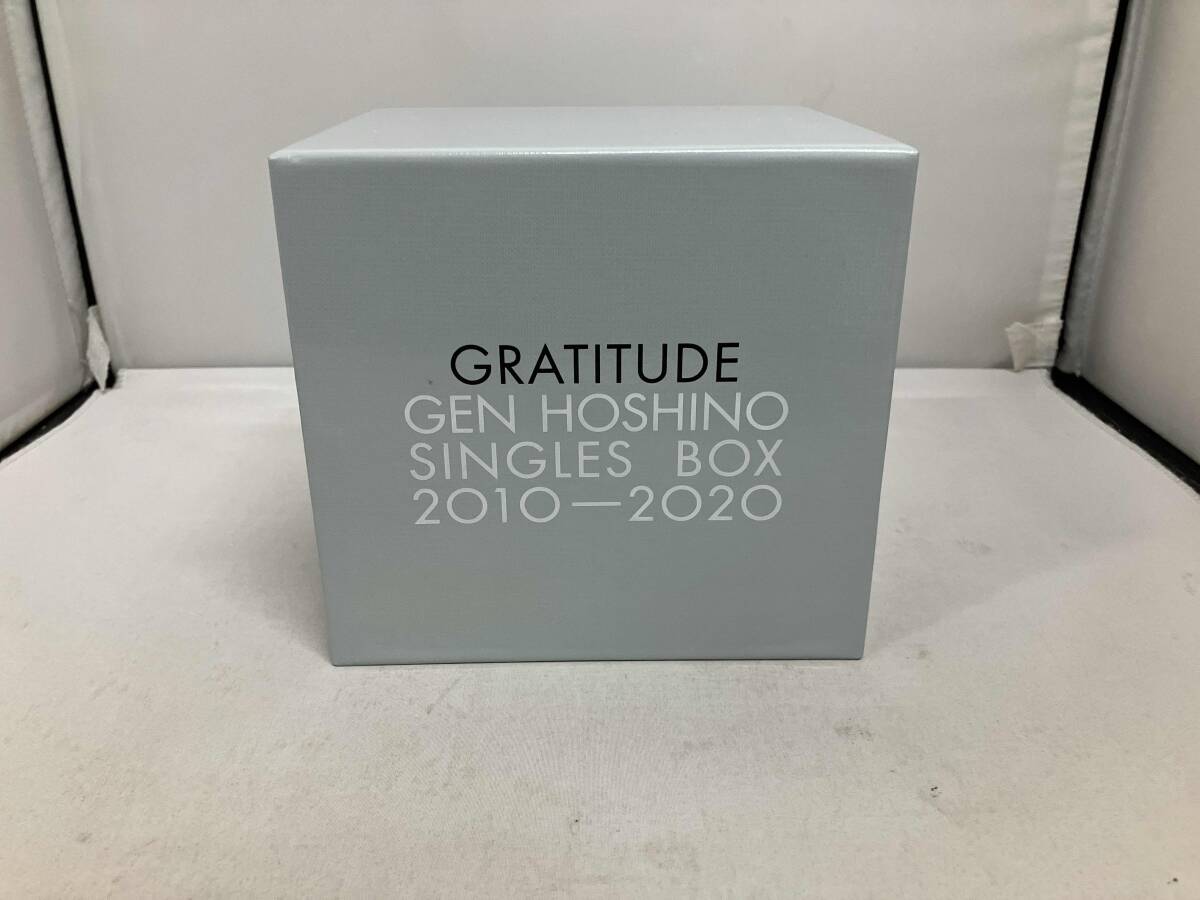 GRATITUDE
GEN HOSHINO
SINGLES BOX
2010—2020